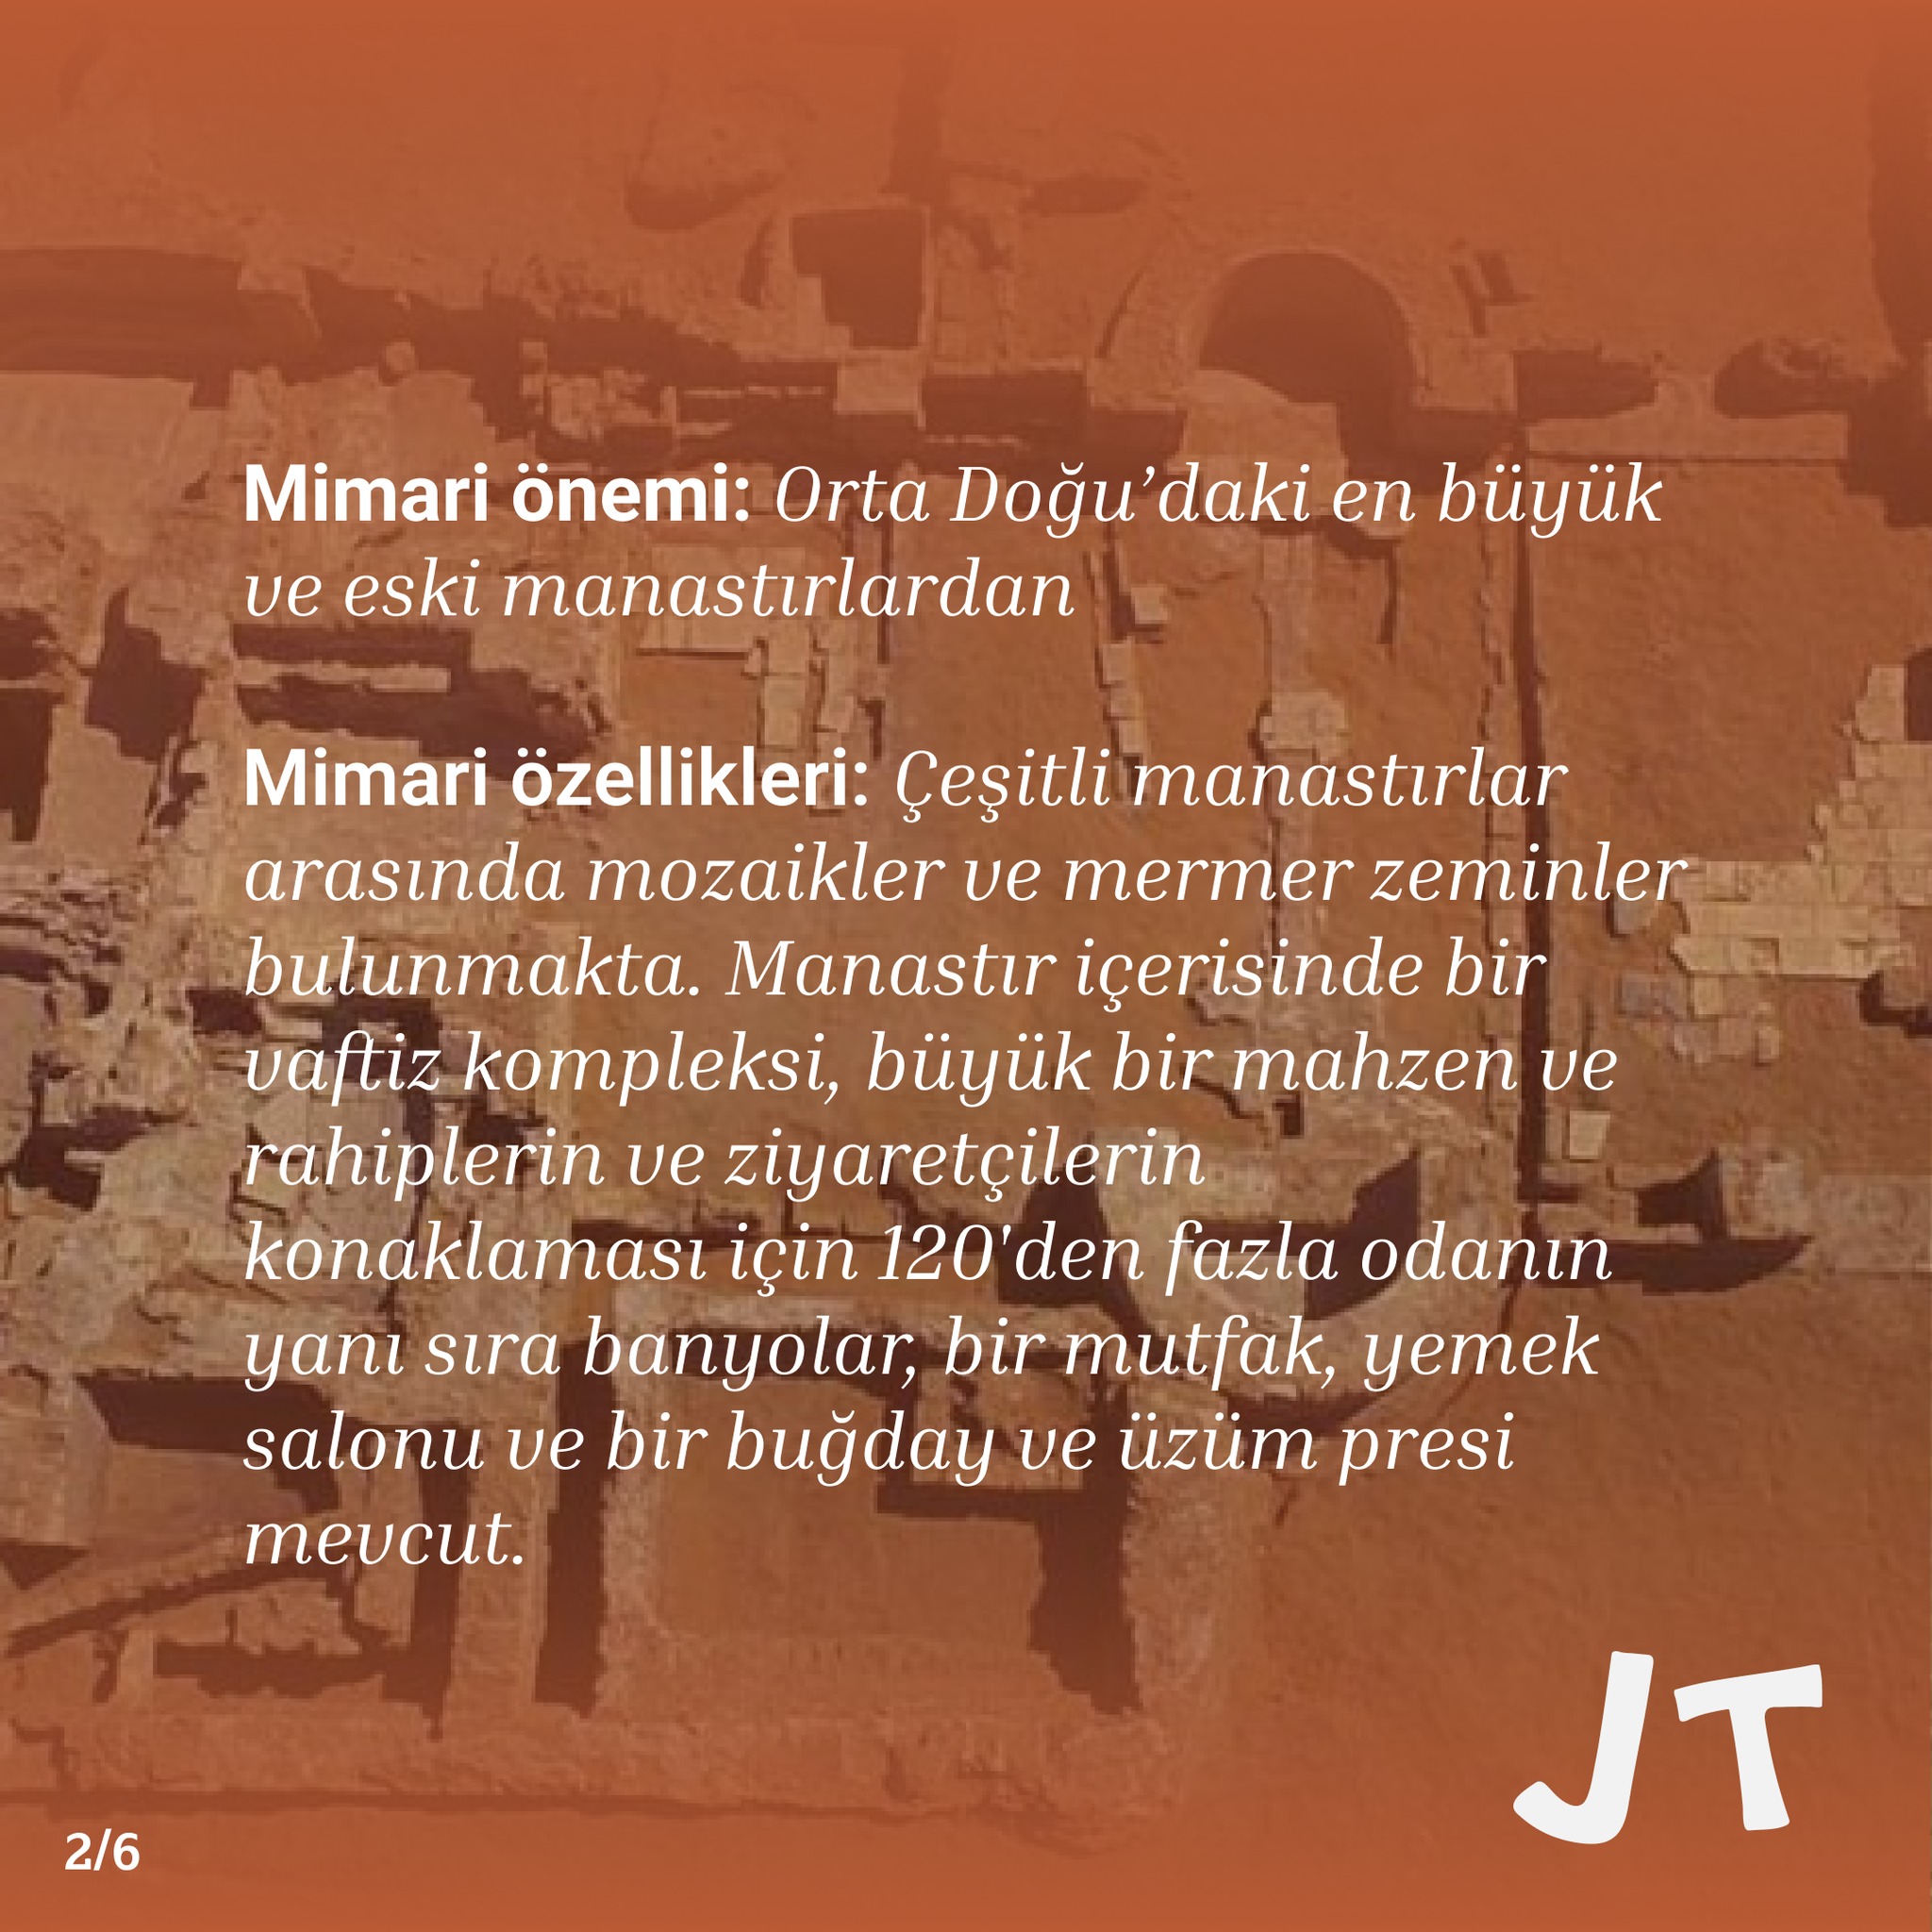 Mimari önemi: Orta Doğu’daki en büyük
ve eski manastırlardan
Mimari özellikleri: Çeşitli manastırlar
arasında mozaikler ve mermer zeminler
bulunmakta. Manastır içerisinde bir
vaftiz kompleksi, büyük bir mahzen ve
rahiplerin ve ziyaretçilerin
konaklaması için 120'den fazla odanın
yanı sıra banyolar, bir mutfak, yemek
salonu ve bir buğday ve üzüm presi
mevcut.
JT
2/6